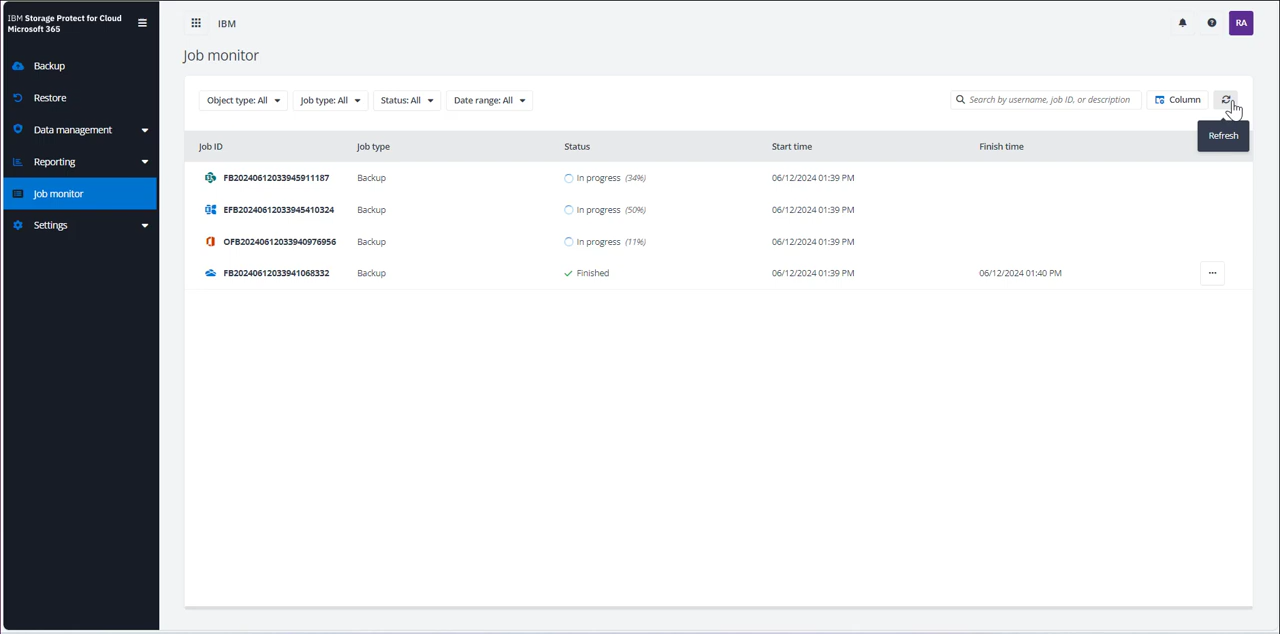 IBM Storage Protect for Cloud
Microsoft 365
IBM
RA
Job monitor
Backup
Restore
Data management
Reporting
Job monitor
Settings
Object type: All
Job type: All
Status: All
Date range: All
Search by username, job ID, or description
Column
Refresh
Job ID Job type Status Start time Finish time
FB20240612033945911187 Backup In progress (34%) 06/12/2024 01:39 PM
EFB20240612033945410324 Backup In progress (50%) 06/12/2024 01:39 PM
OFB20240612033940976956 Backup In progress (11%) 06/12/2024 01:39 PM
FB20240612033941068332 Backup Finished 06/12/2024 01:39 PM 06/12/2024 01:40 PM ...